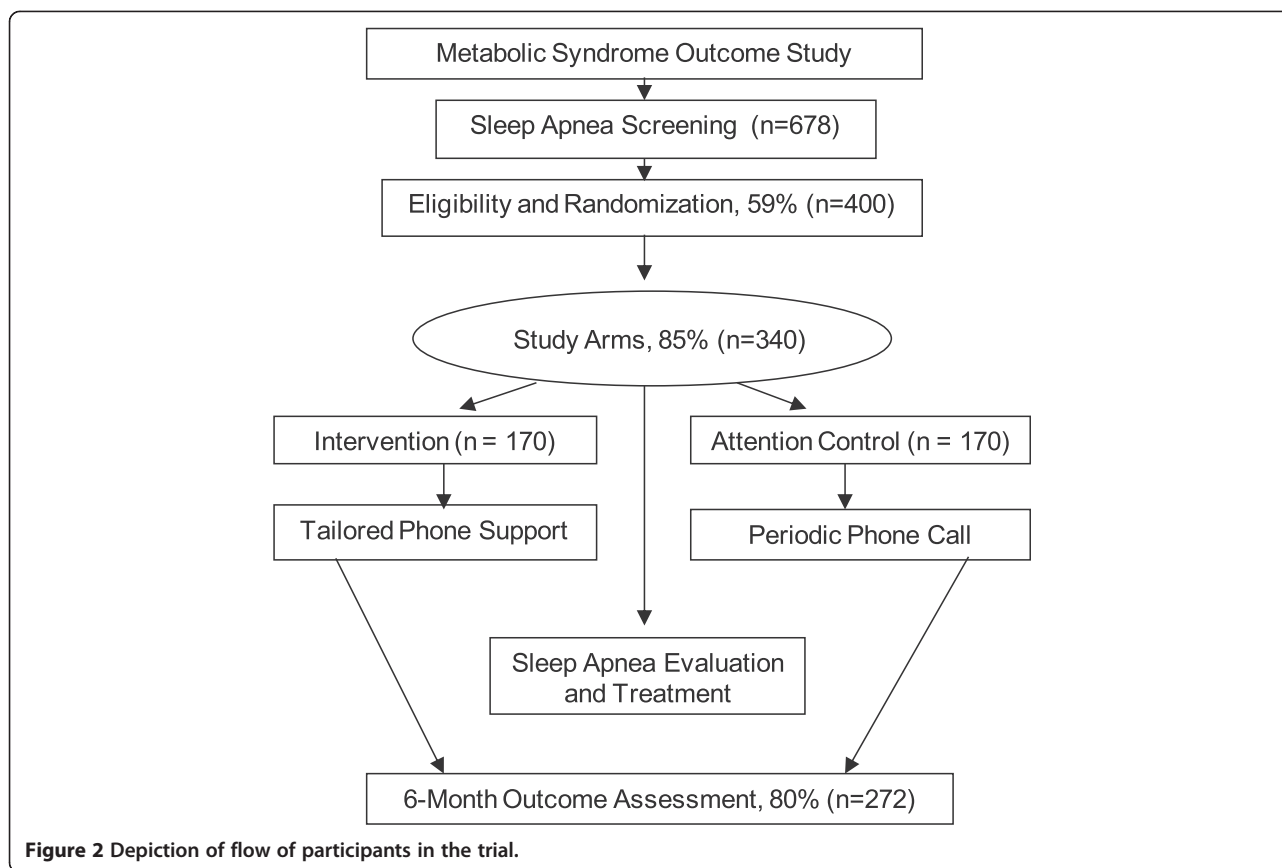 Metabolic Syndrome Outcome Study
Sleep Apnea Screening (n=678)
Eligibility and Randomization, 59% (n=400)
Study Arms, 85% (n=340)
Intervention (n = 170)
Attention Control (n = 170)
Tailored Phone Support
Periodic Phone Call
Sleep Apnea Evaluation
and Treatment
6-Month Outcome Assessment, 80% (n=272)
Figure 2 Depiction of flow of participants in the trial.